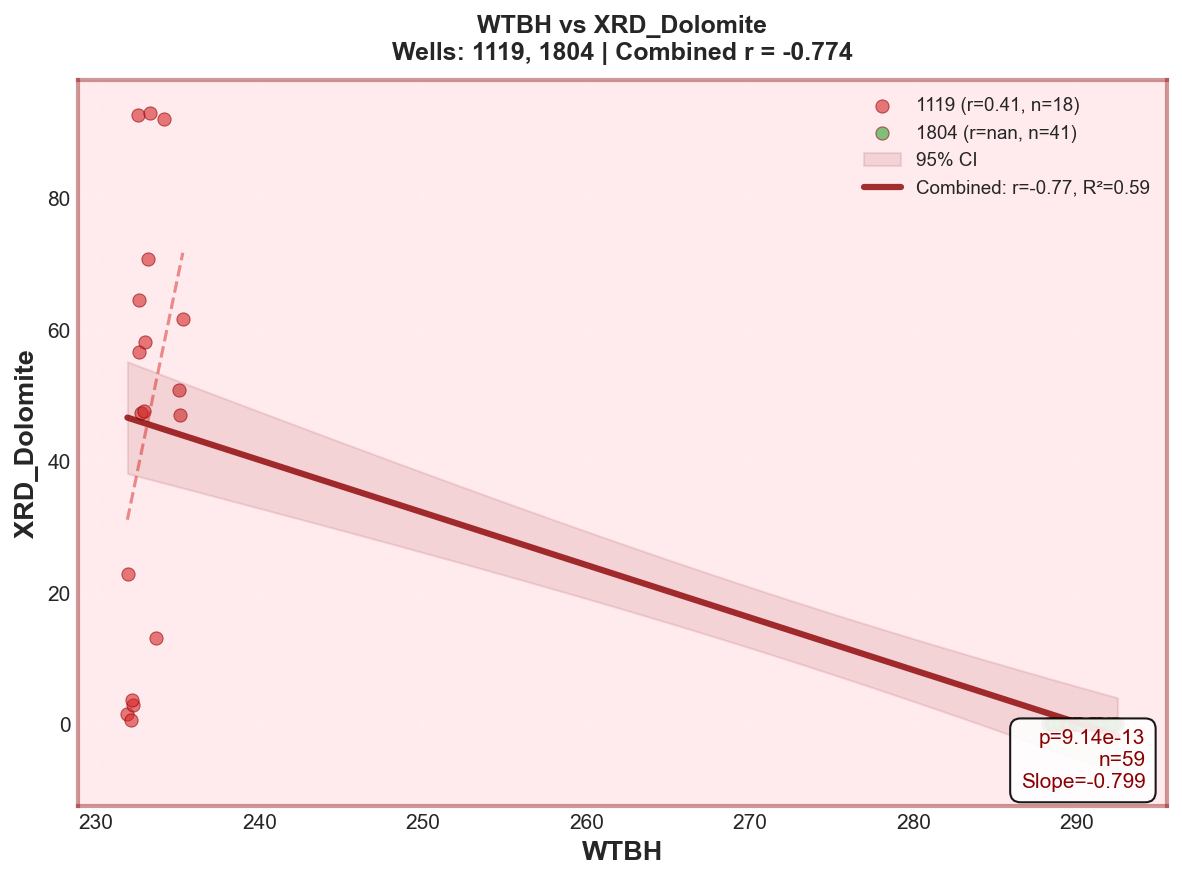 WTBH vs XRD_Dolomite
Wells: 1119, 1804 | Combined r = -0.774
1119 (r=0.41, n=18)
1804 (r=nan, n=41)
95% CI
Combined: r=-0.77, R²=0.59
XRD_Dolomite
80
60
40
20
0
p=9.14e-13
n=59
Slope=-0.799
230 240 250 260 270 280 290
WTBH